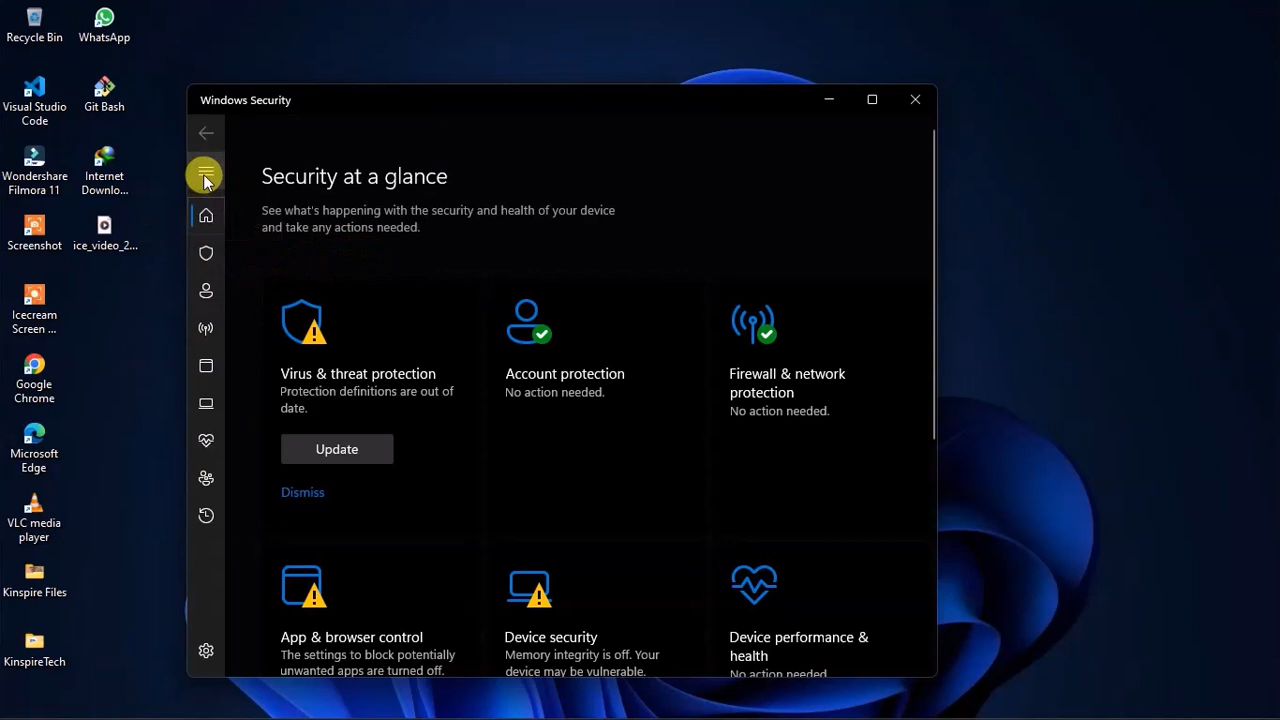 Recycle Bin
WhatsApp
Visual Studio
Code
Git Bash
Wondershare
Filmora 11
Internet
Downlo...
Screenshot
ice_video_2...
Icecream
Screen ...
Google
Chrome
Microsoft
Edge
VLC media
player
Kinspire Files
KinspireTech
Windows Security
Security at a glance
See what's happening with the security and health of your device
and take any actions needed.
Virus & threat protection
Protection definitions are out of
date.
Update
Dismiss
Account protection
No action needed.
Firewall & network
protection
No action needed.
App & browser control
The settings to block potentially
unwanted apps are turned off.
Device security
Memory integrity is off. Your
device may be vulnerable.
Device performance &
health
No action needed